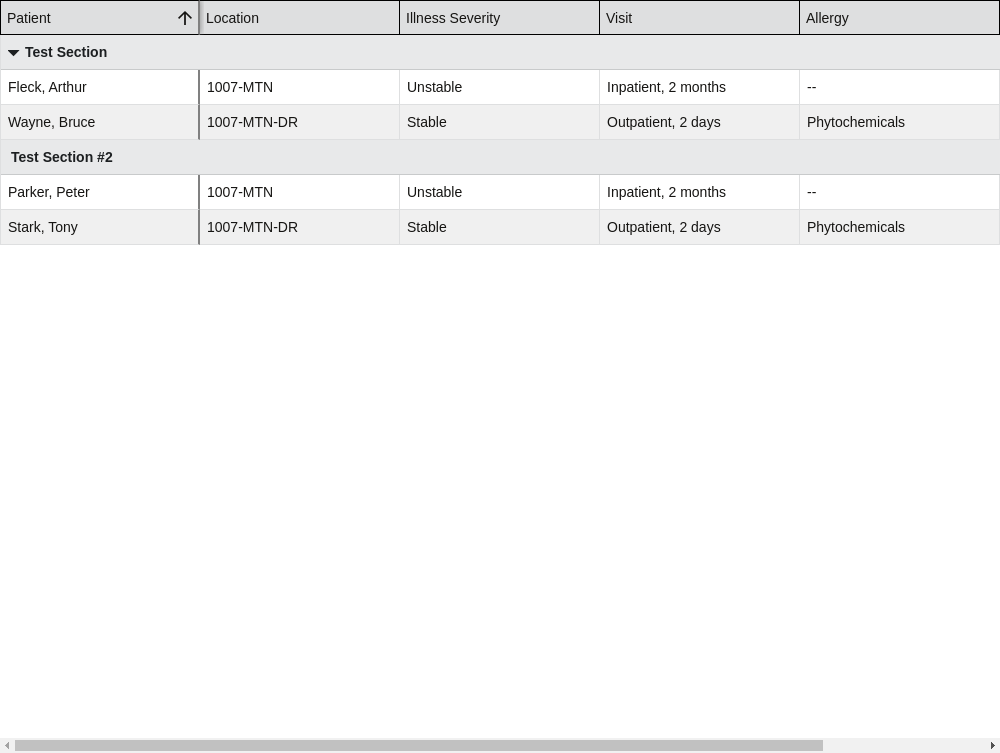 Patient Location Illness Severity Visit Allergy
Test Section
Fleck, Arthur 1007-MTN Unstable Inpatient, 2 months --
Wayne, Bruce 1007-MTN-DR Stable Outpatient, 2 days Phytochemicals
Test Section #2
Parker, Peter 1007-MTN Unstable Inpatient, 2 months --
Stark, Tony 1007-MTN-DR Stable Outpatient, 2 days Phytochemicals